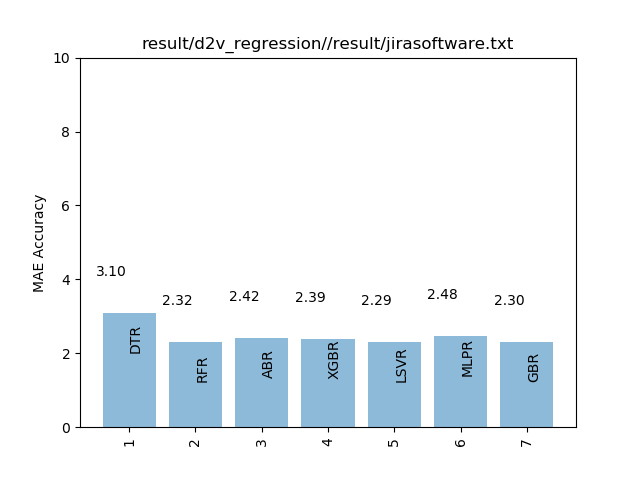 result/d2v_regression//result/jirasoftware.txt
10
8
6
4
2
0
MAE Accuracy
3.10
2.32
2.42
2.39
2.29
2.48
2.30
DTR
RFR
ABR
XGBR
LSVR
MLPR
GBR
1
2
3
4
5
6
7